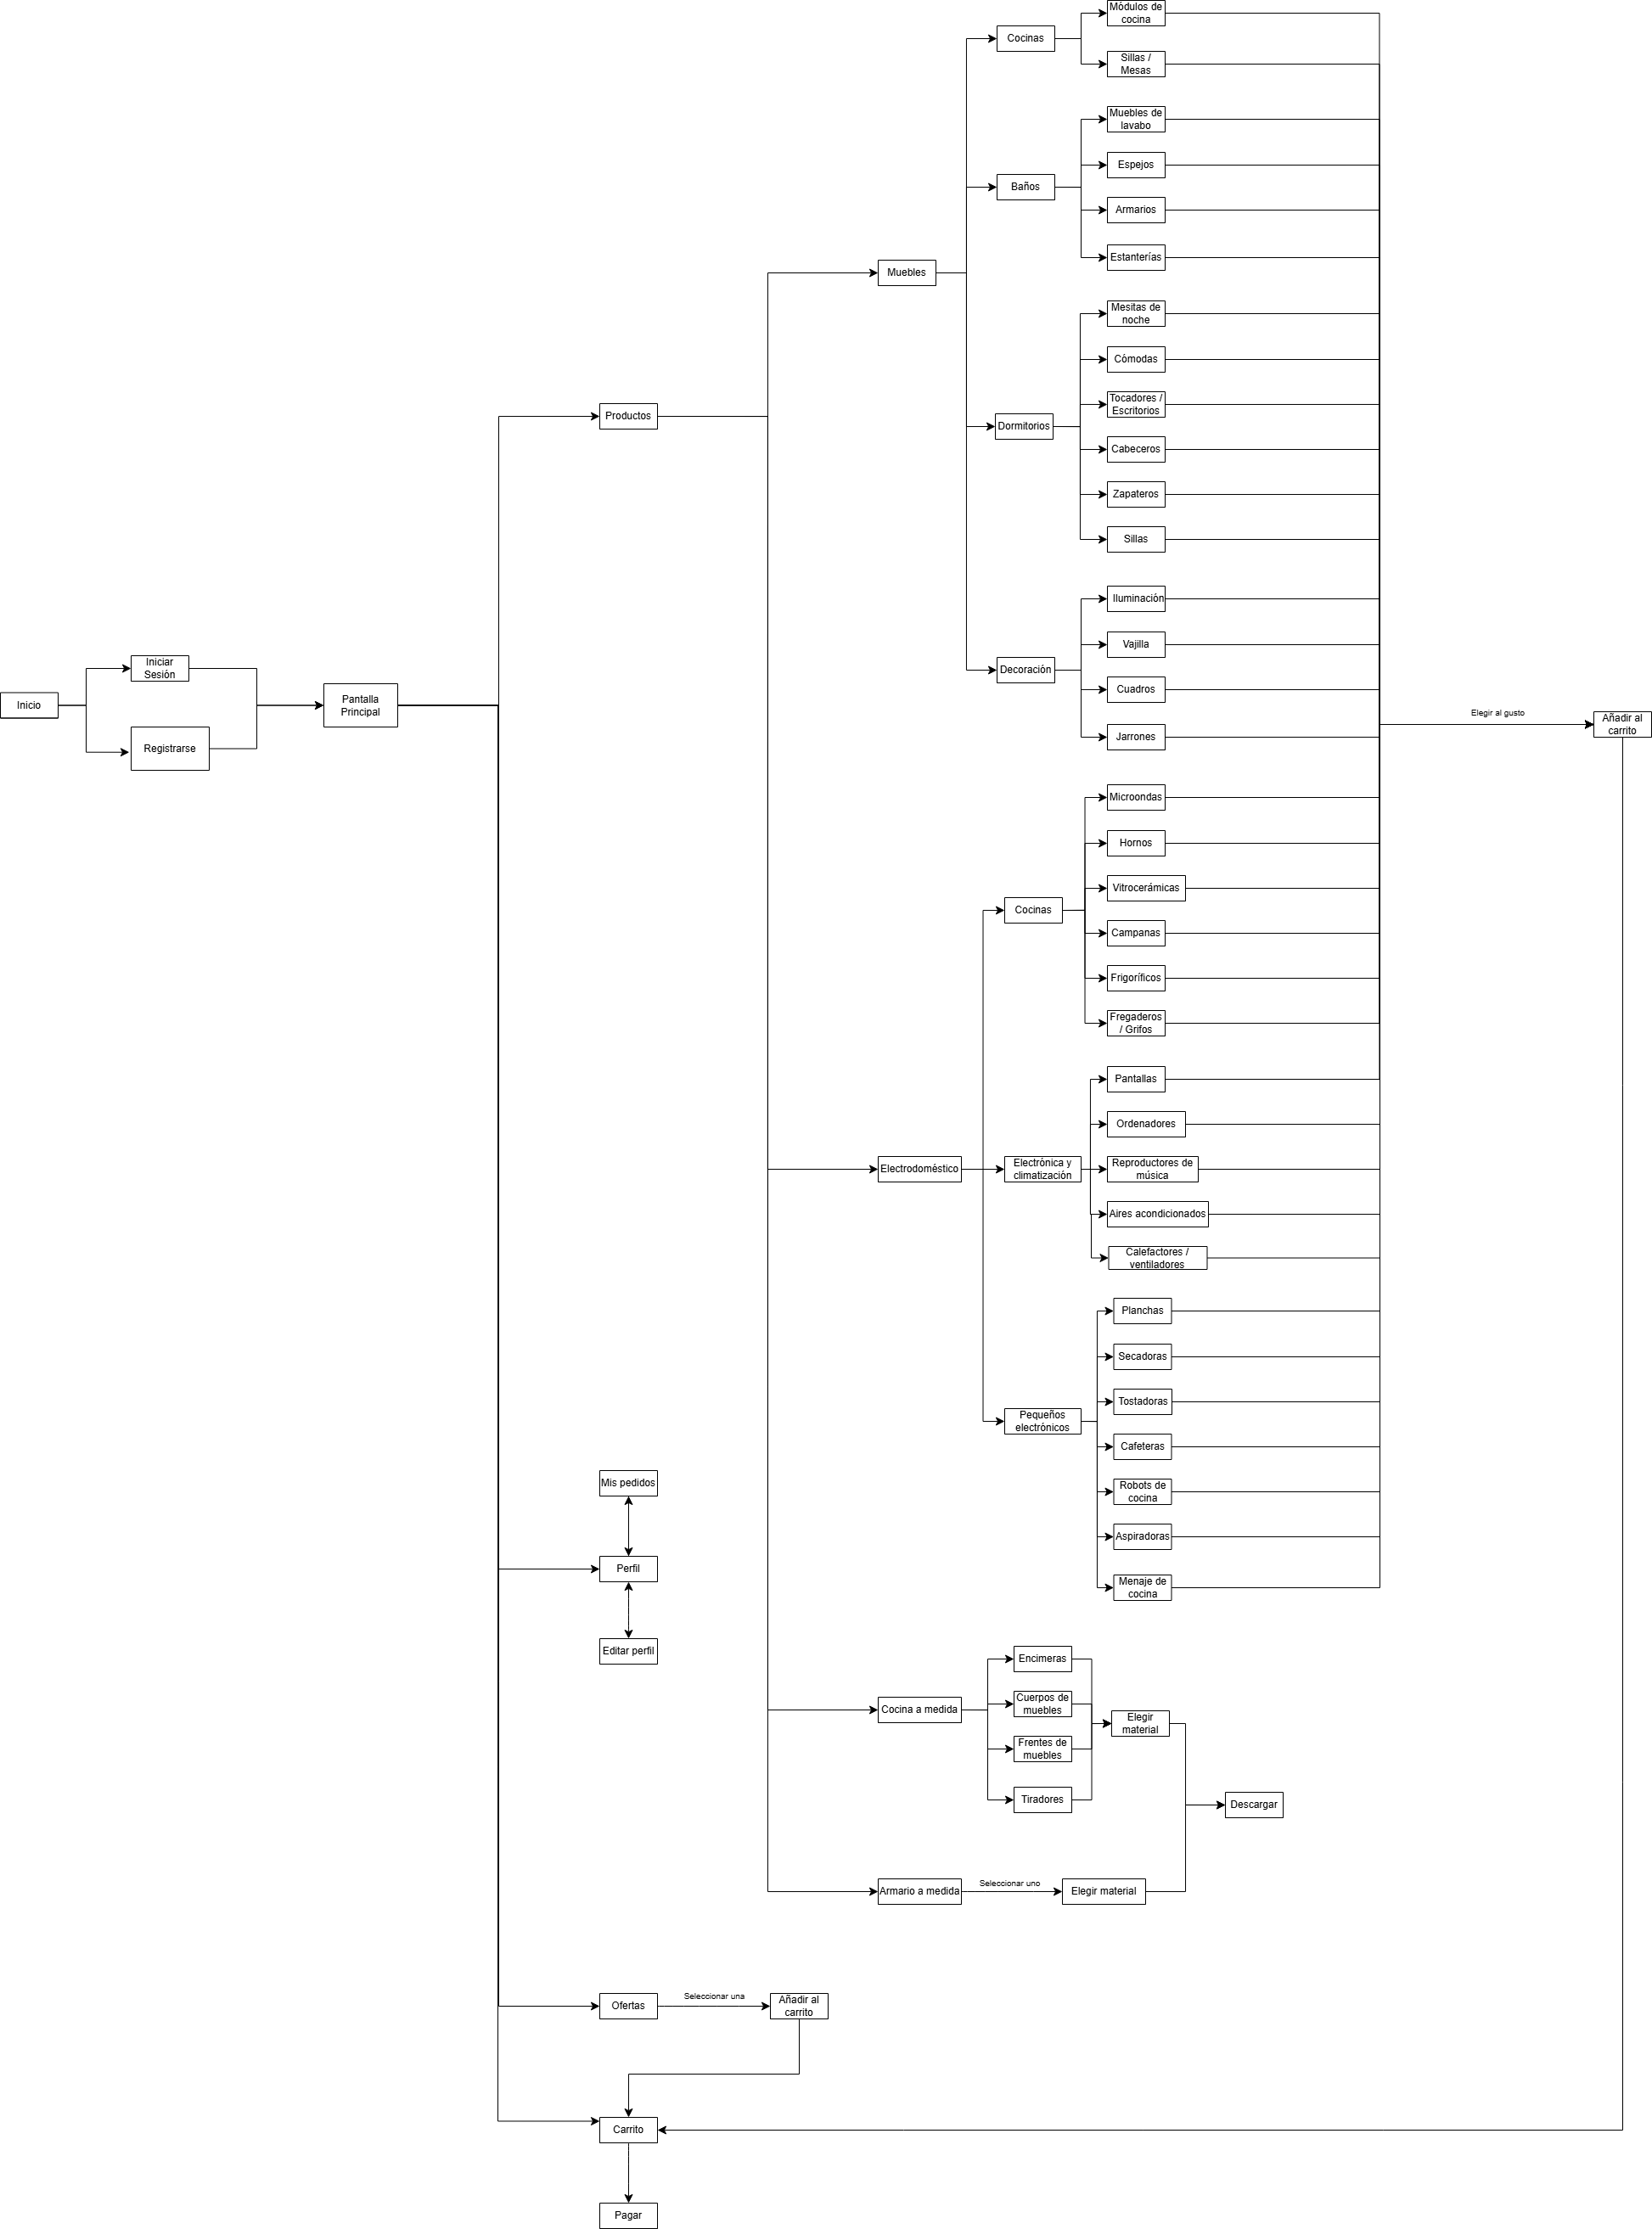 Inicio
Iniciar
Sesión
Registrarse
Pantalla
Principal
Productos
Muebles
Cocinas
Módulos de
cocina
Sillas /
Mesas
Baños
Muebles de
lavabo
Espejos
Armarios
Estanterías
Dormitorios
Mesitas de
noche
Cómodas
Tocadores /
Escritorios
Cabeceros
Zapateros
Sillas
Decoración
Iluminación
Vajilla
Cuadros
Jarrones
Elegir al gusto
Añadir al
carrito
Electrodoméstico
Cocinas
Microondas
Hornos
Vitrocerámicas
Campanas
Frigoríficos
Fregaderos
/ Grifos
Electrónica y
climatización
Pantallas
Ordenadores
Reproductores de
música
Aires acondicionados
Calefactores /
ventiladores
Pequeños
electrónicos
Planchas
Secadoras
Tostadoras
Cafeteras
Robots de
cocina
Aspiradoras
Menaje de
cocina
Mis pedidos
Perfil
Editar perfil
Cocina a medida
Encimeras
Cuerpos de
muebles
Frentes de
muebles
Tiradores
Elegir
material
Descargar
Armario a medida
Seleccionar uno
Elegir material
Ofertas
Seleccionar una
Añadir al
carrito
Carrito
Pagar